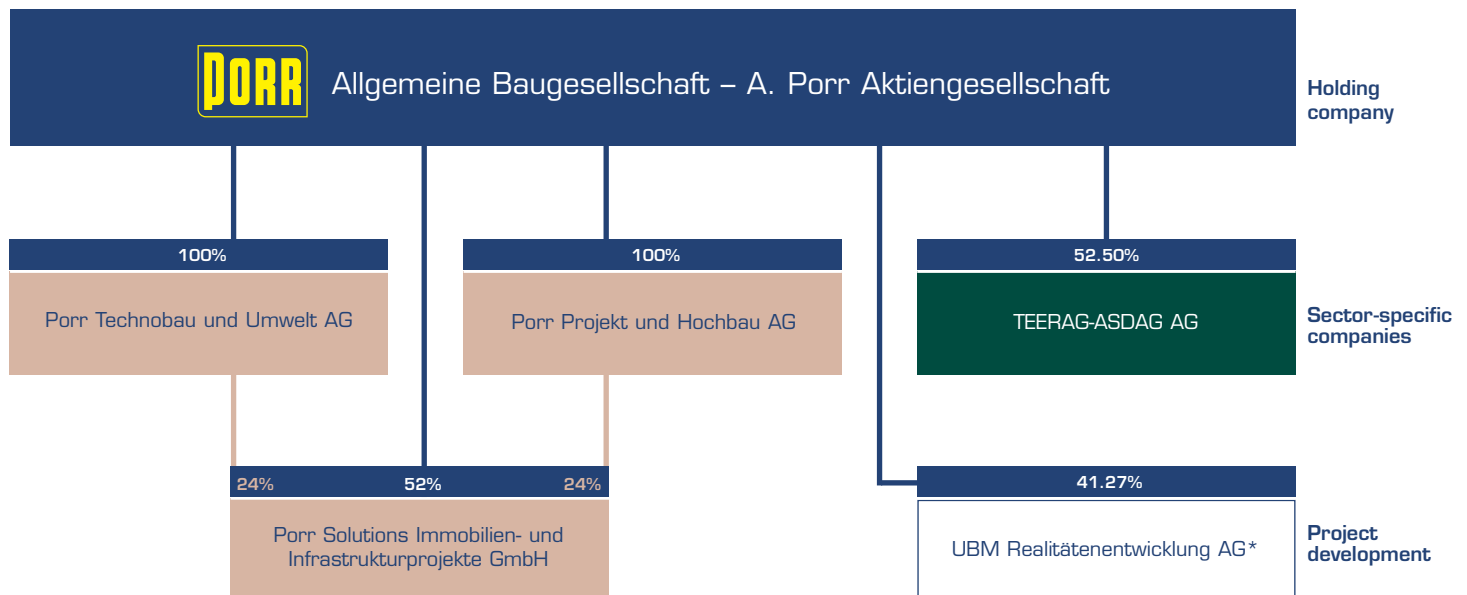 PORR
Allgemeine Baugesellschaft – A. Porr Aktiengesellschaft
Holding
company
100%
100%
52.50%
Porr Technobau und Umwelt AG
Porr Projekt und Hochbau AG
TEERAG-ASDAG AG
Sector-specific
companies
24%
52%
24%
41.27%
Porr Solutions Immobilien- und
Infrastrukturprojekte GmbH
UBM Realitätenentwicklung AG*
Project
development